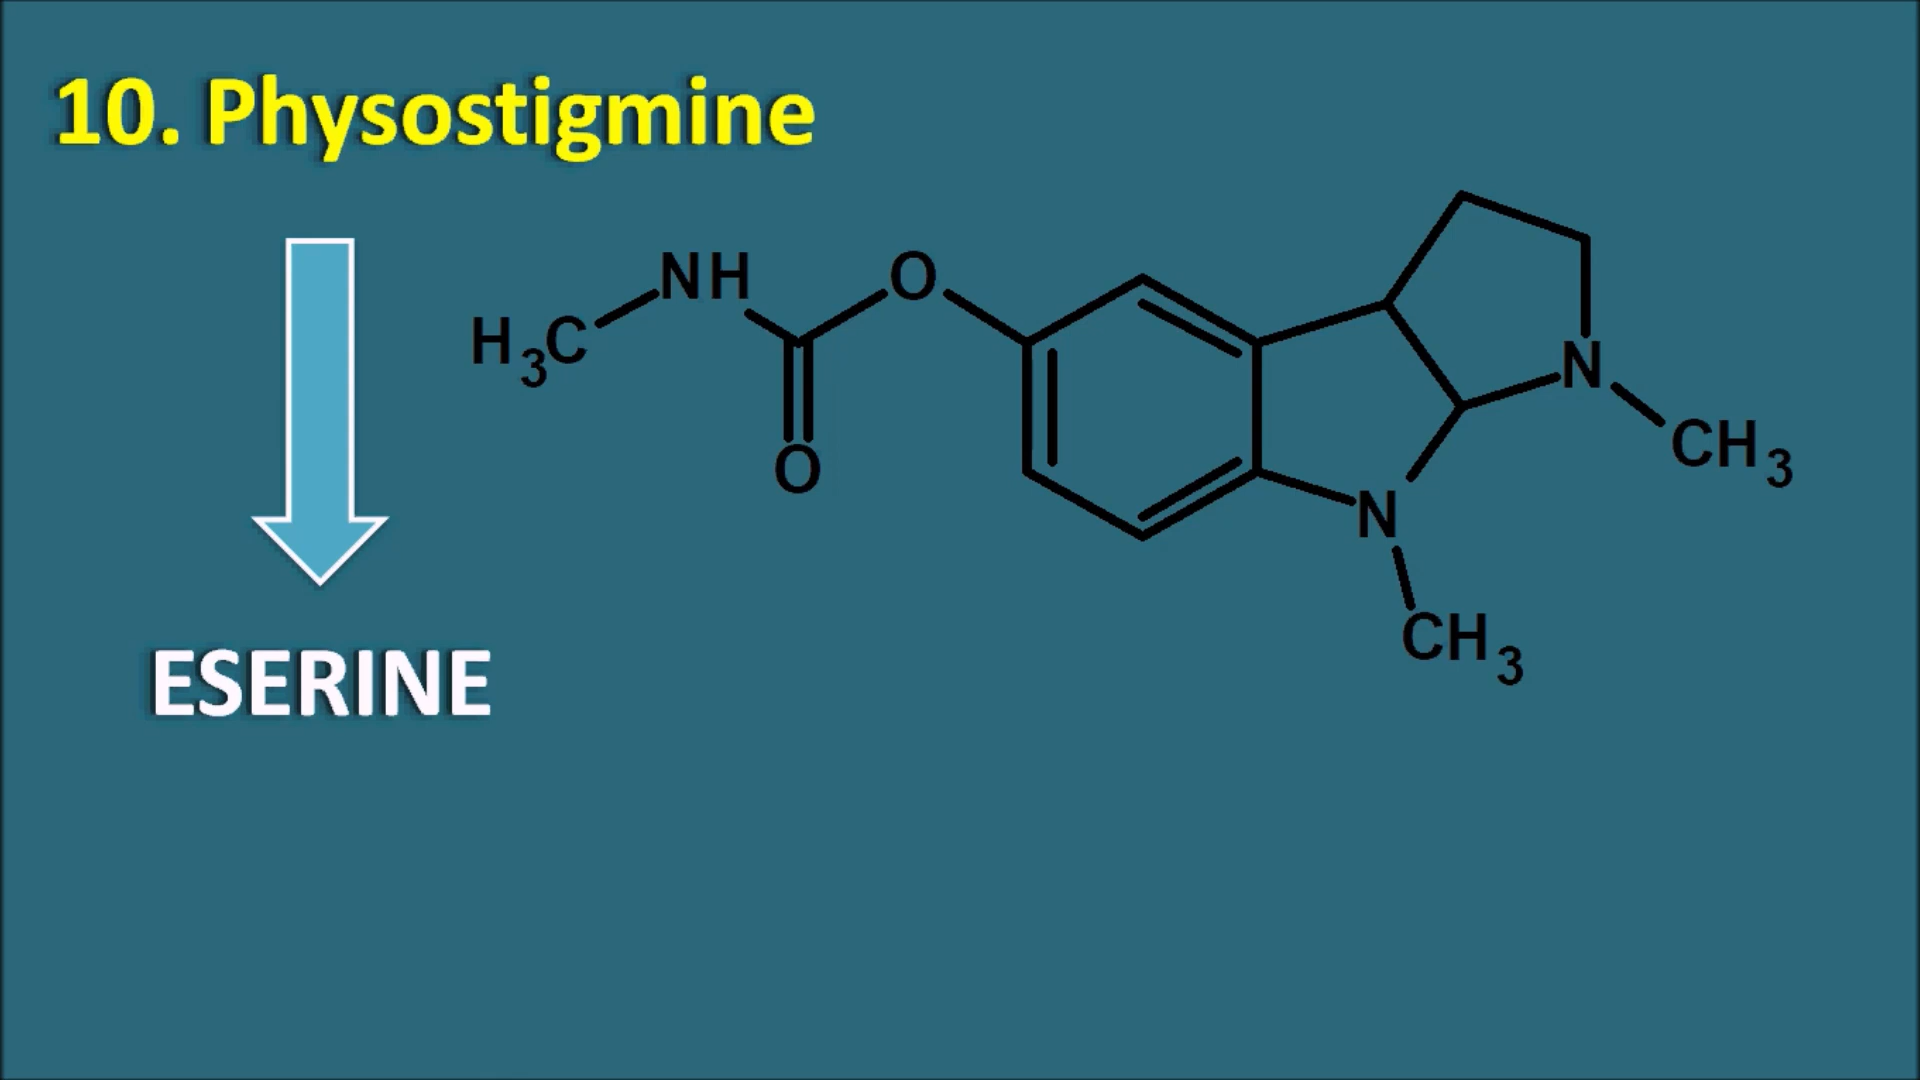 10. Physostigmine
NH
O
H3C
O
N
CH3
N
CH3
ESERINE